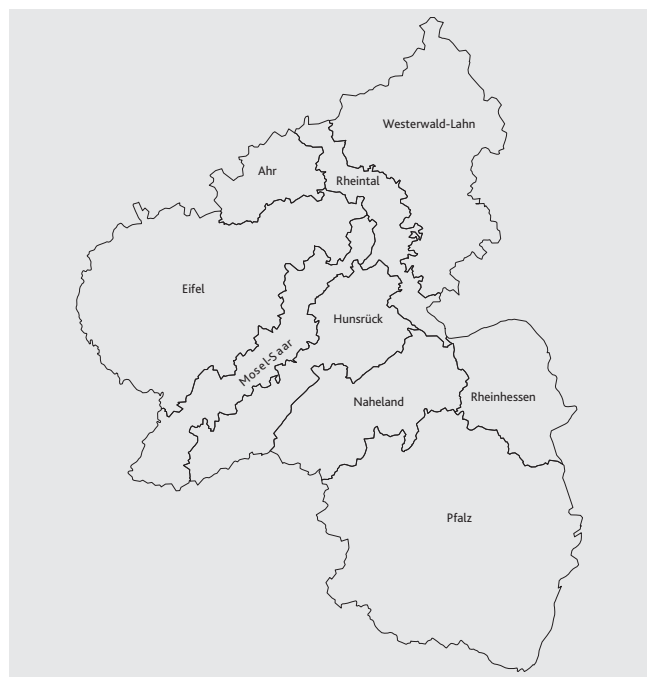 Westerwald-Lahn
Ahr
Rheintal
Eifel
Hunsrück
Mosel-Saar
Rheinhessen
Naheland
Pfalz